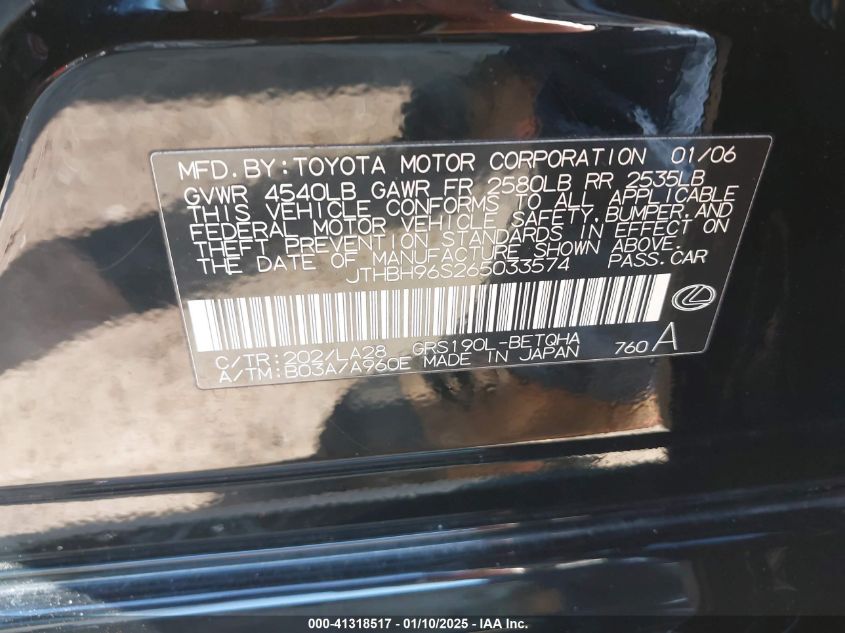 MFD. BY: TOYOTA MOTOR CORPORATION 01/06
GVWR 4540LB GAWR FR 2580LB RR 2535LB
THIS VEHICLE CONFORMS TO ALL APPLICABLE
FEDERAL MOTOR VEHICLE SAFETY, BUMPER, AND
THEFT PREVENTION STANDARDS IN EFFECT ON
THE DATE OF MANUFACTURE SHOWN ABOVE.
JTHBH96S265033574 PASS. CAR
C/TR: 202/LA28 GRS190L-BETQHA
A/TM: B03A/A960E MADE IN JAPAN 760 A
000-41318517 - 01/10/2025 - IAA Inc.